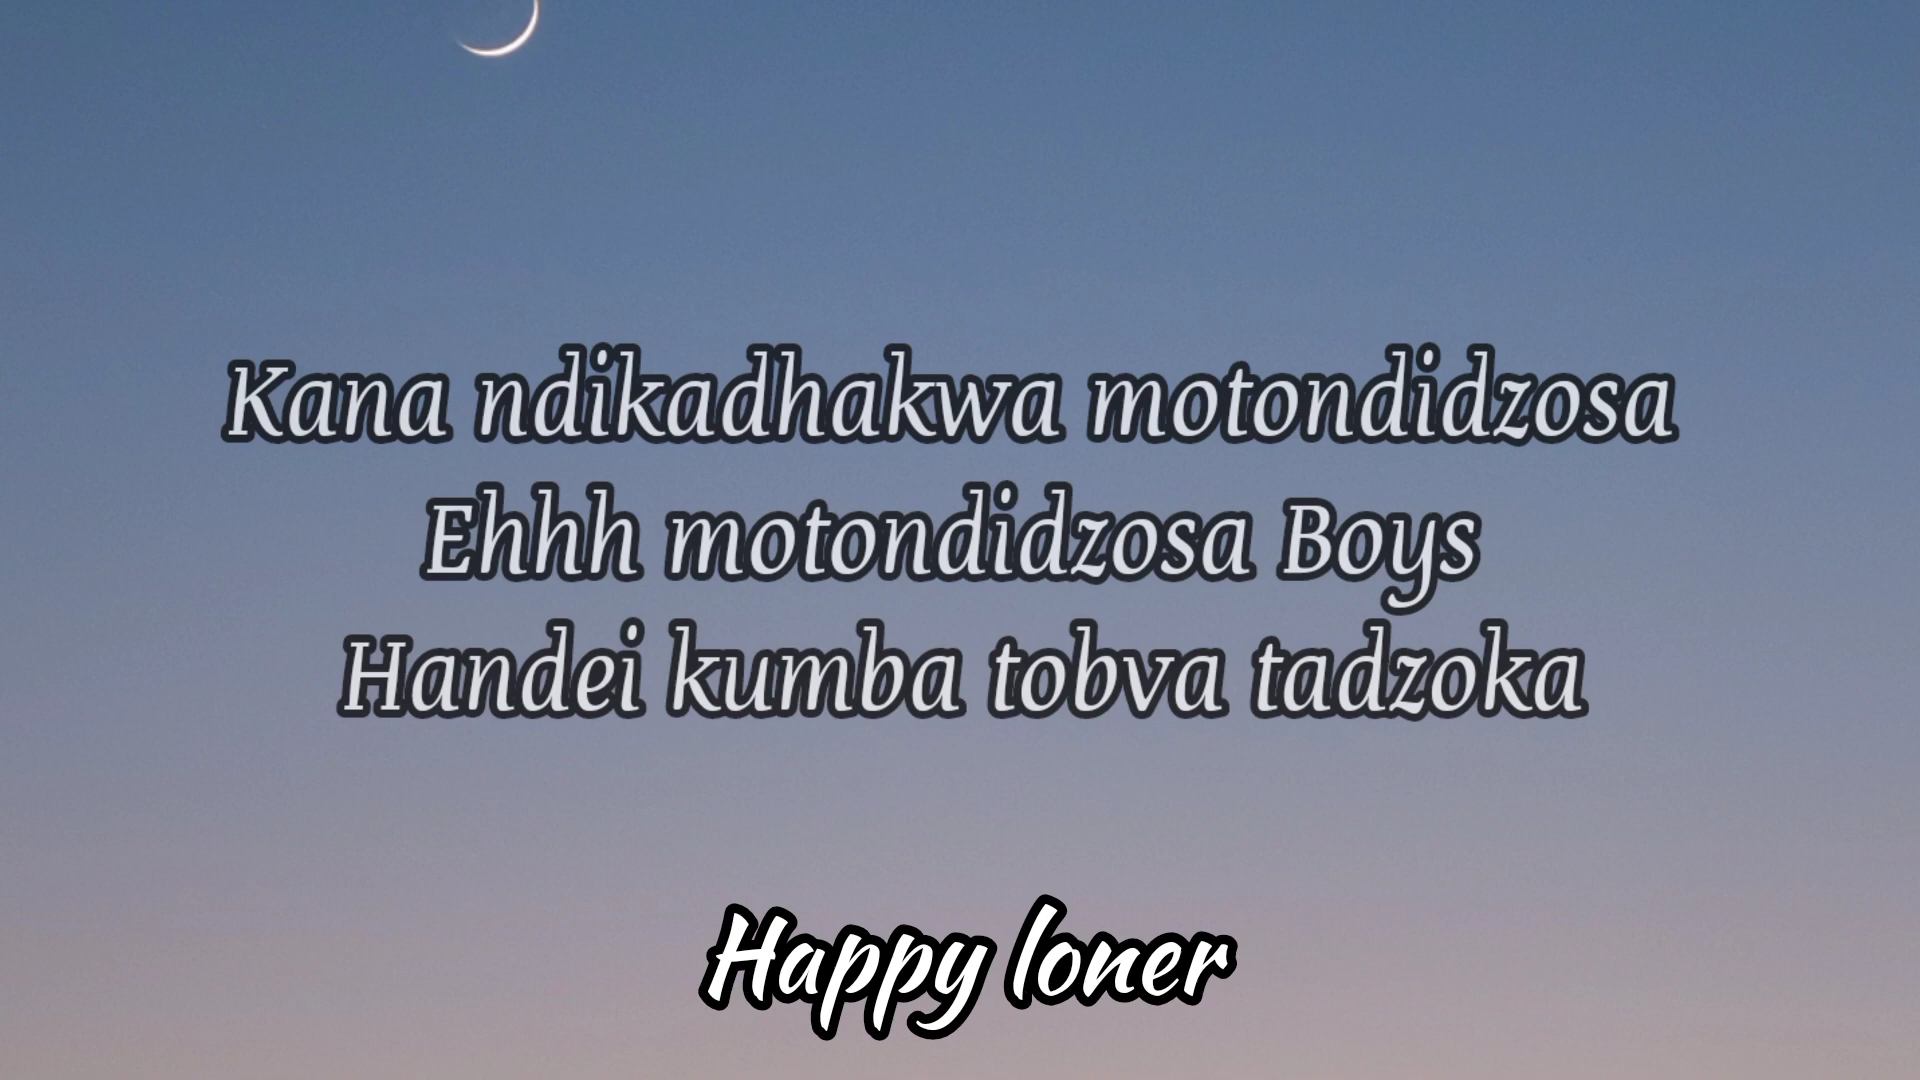 Kana ndikadhakwa motondidzosa
Ehhh motondidzosa Boys
Handei kumba tobva tadzoka
Happy loner